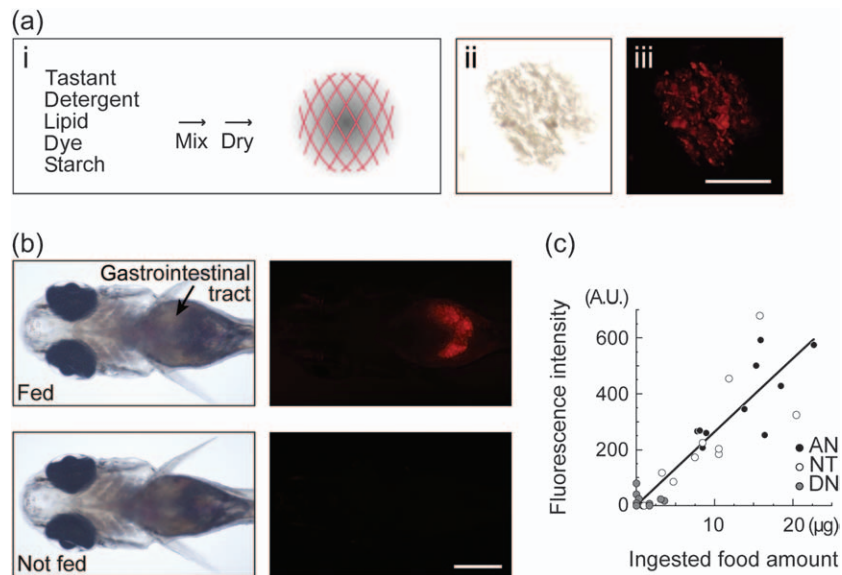 (a)
i
Tastant
Detergent
Lipid
Dye
Starch
→ →
Mix Dry
ii
iii
(b)
Gastrointestinal
tract
Fed
Not fed
(c)
Fluorescence intensity
(A.U.)
600
400
200
0
AN
NT
DN
10 20 (µg)
Ingested food amount